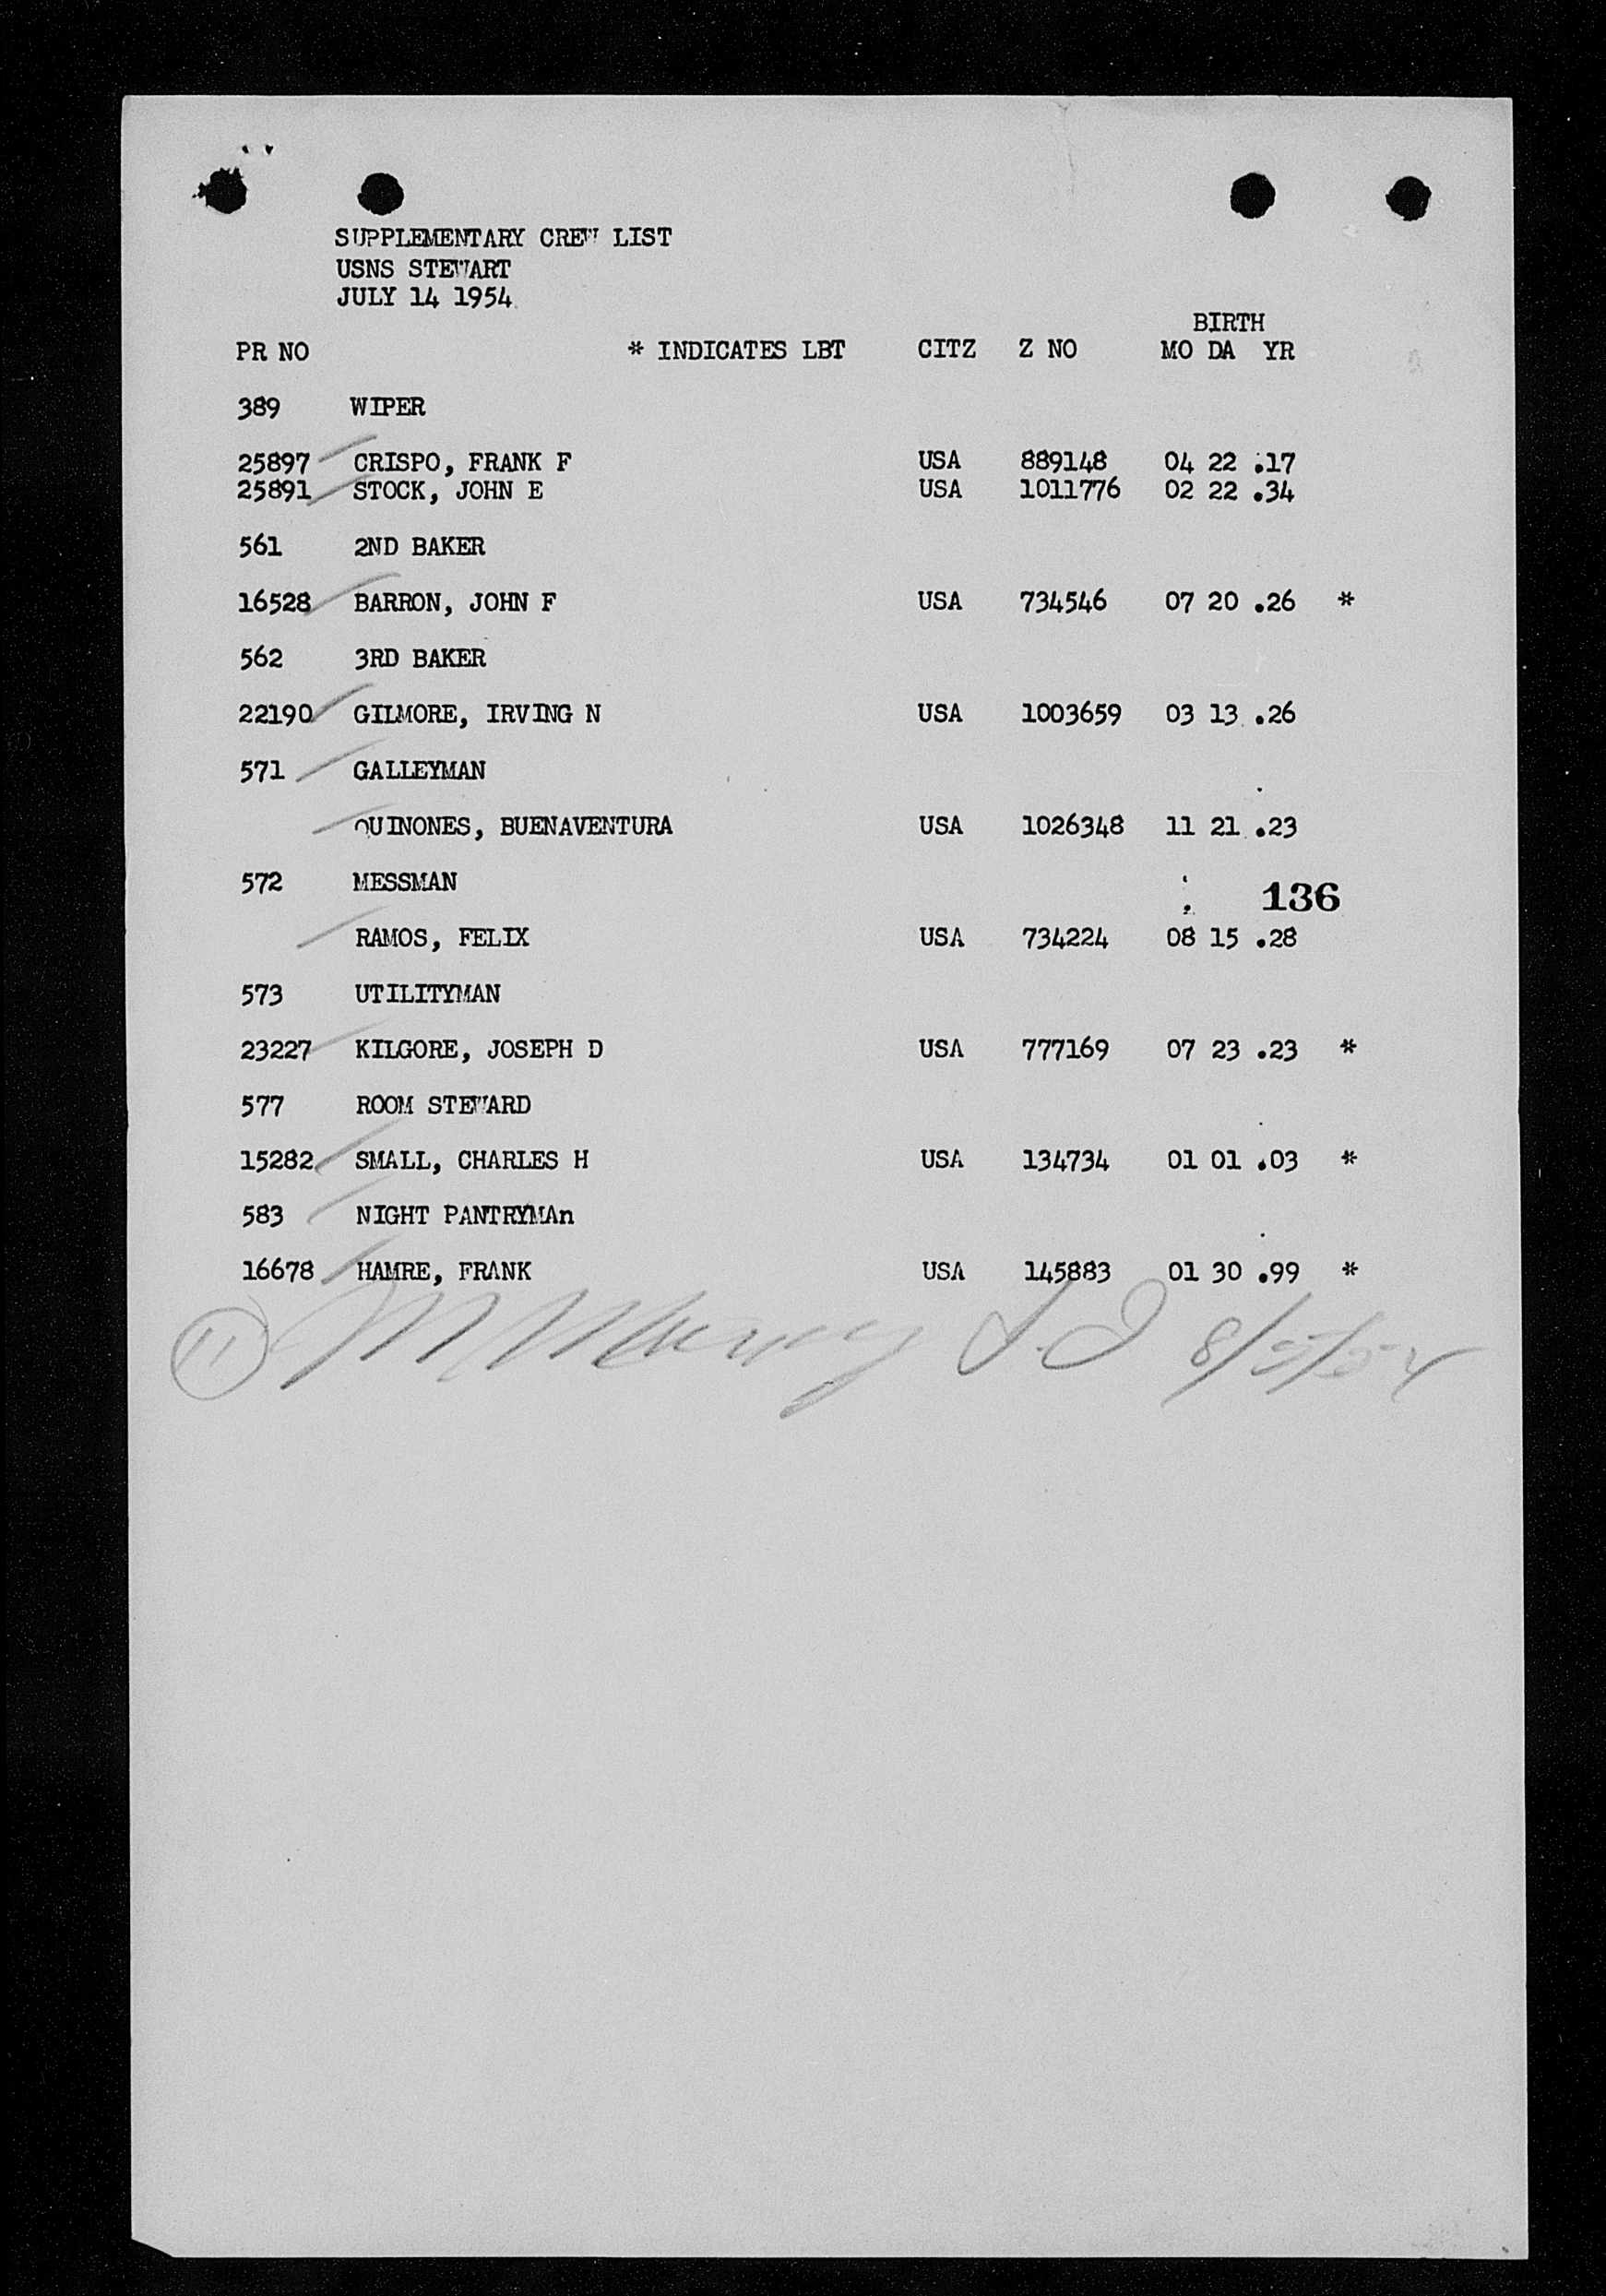 SUPPLEMENTARY CREW LIST
USNS STEWART
JULY 14 1954
BIRTH
PR NO * INDICATES LBT CITZ Z NO MO DA YR
389 WIPER
25897 CRISPO, FRANK F USA 889148 04 22 .17
25891 STOCK, JOHN E USA 1011776 02 22 .34
561 2ND BAKER
16528 BARRON, JOHN F USA 734546 07 20 .26 *
562 3RD BAKER
22190 GILMORE, IRVING N USA 1003659 03 13 .26
571 GALLEYMAN
QUINONES, BUENAVENTURA USA 1026348 11 21 .23
572 MESSMAN
136
RAMOS, FELIX USA 734224 08 15 .28
573 UTILITYMAN
23227 KILGORE, JOSEPH D USA 777169 07 23 .23 *
577 ROOM STEWARD
15282 SMALL, CHARLES H USA 134734 01 01 .03 *
583 NIGHT PANTRYMAn
16678 HAMRE, FRANK USA 145883 01 30 .99 *
11 8/5/54